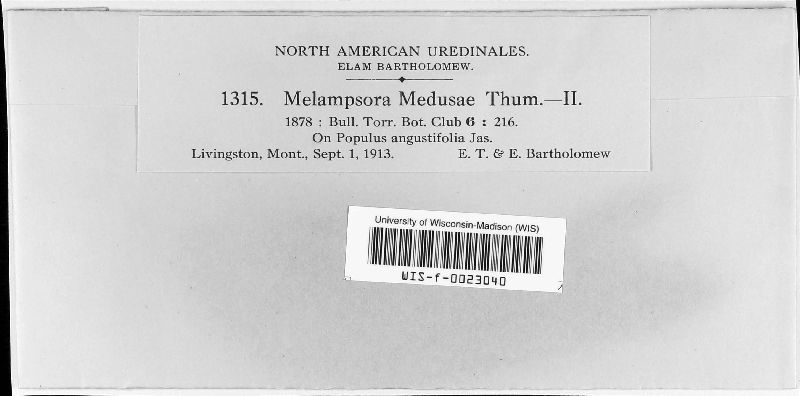 NORTH AMERICAN UREDINALES.
ELAM BARTHOLOMEW.
1315. Melampsora Medusae Thum.—II.
1878 : Bull. Torr. Bot. Club 6 : 216.
On Populus angustifolia Jas.
Livingston, Mont., Sept. 1, 1913. E. T. & E. Bartholomew
University of Wisconsin-Madison (WIS)
WIS-f-0023040